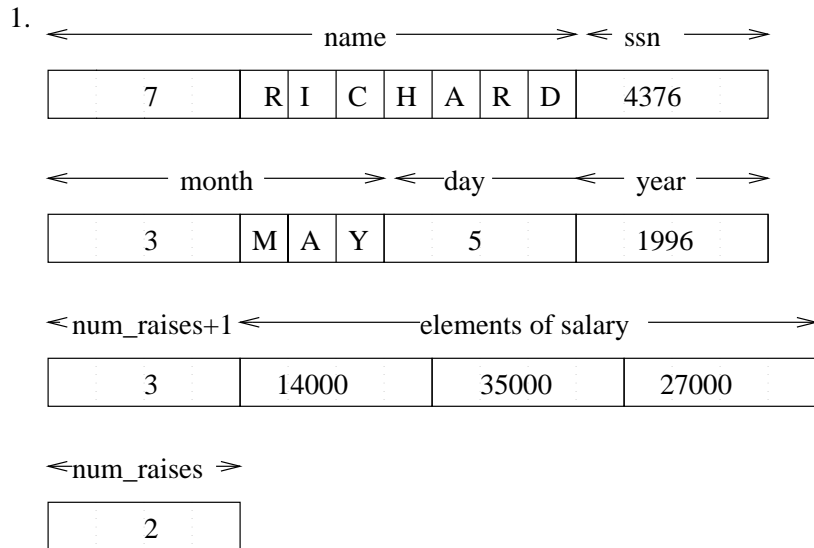 1.
name ssn
7 R I C H A R D 4376
month day year
3 M A Y 5 1996
num_raises+1 elements of salary
3 14000 35000 27000
num_raises
2